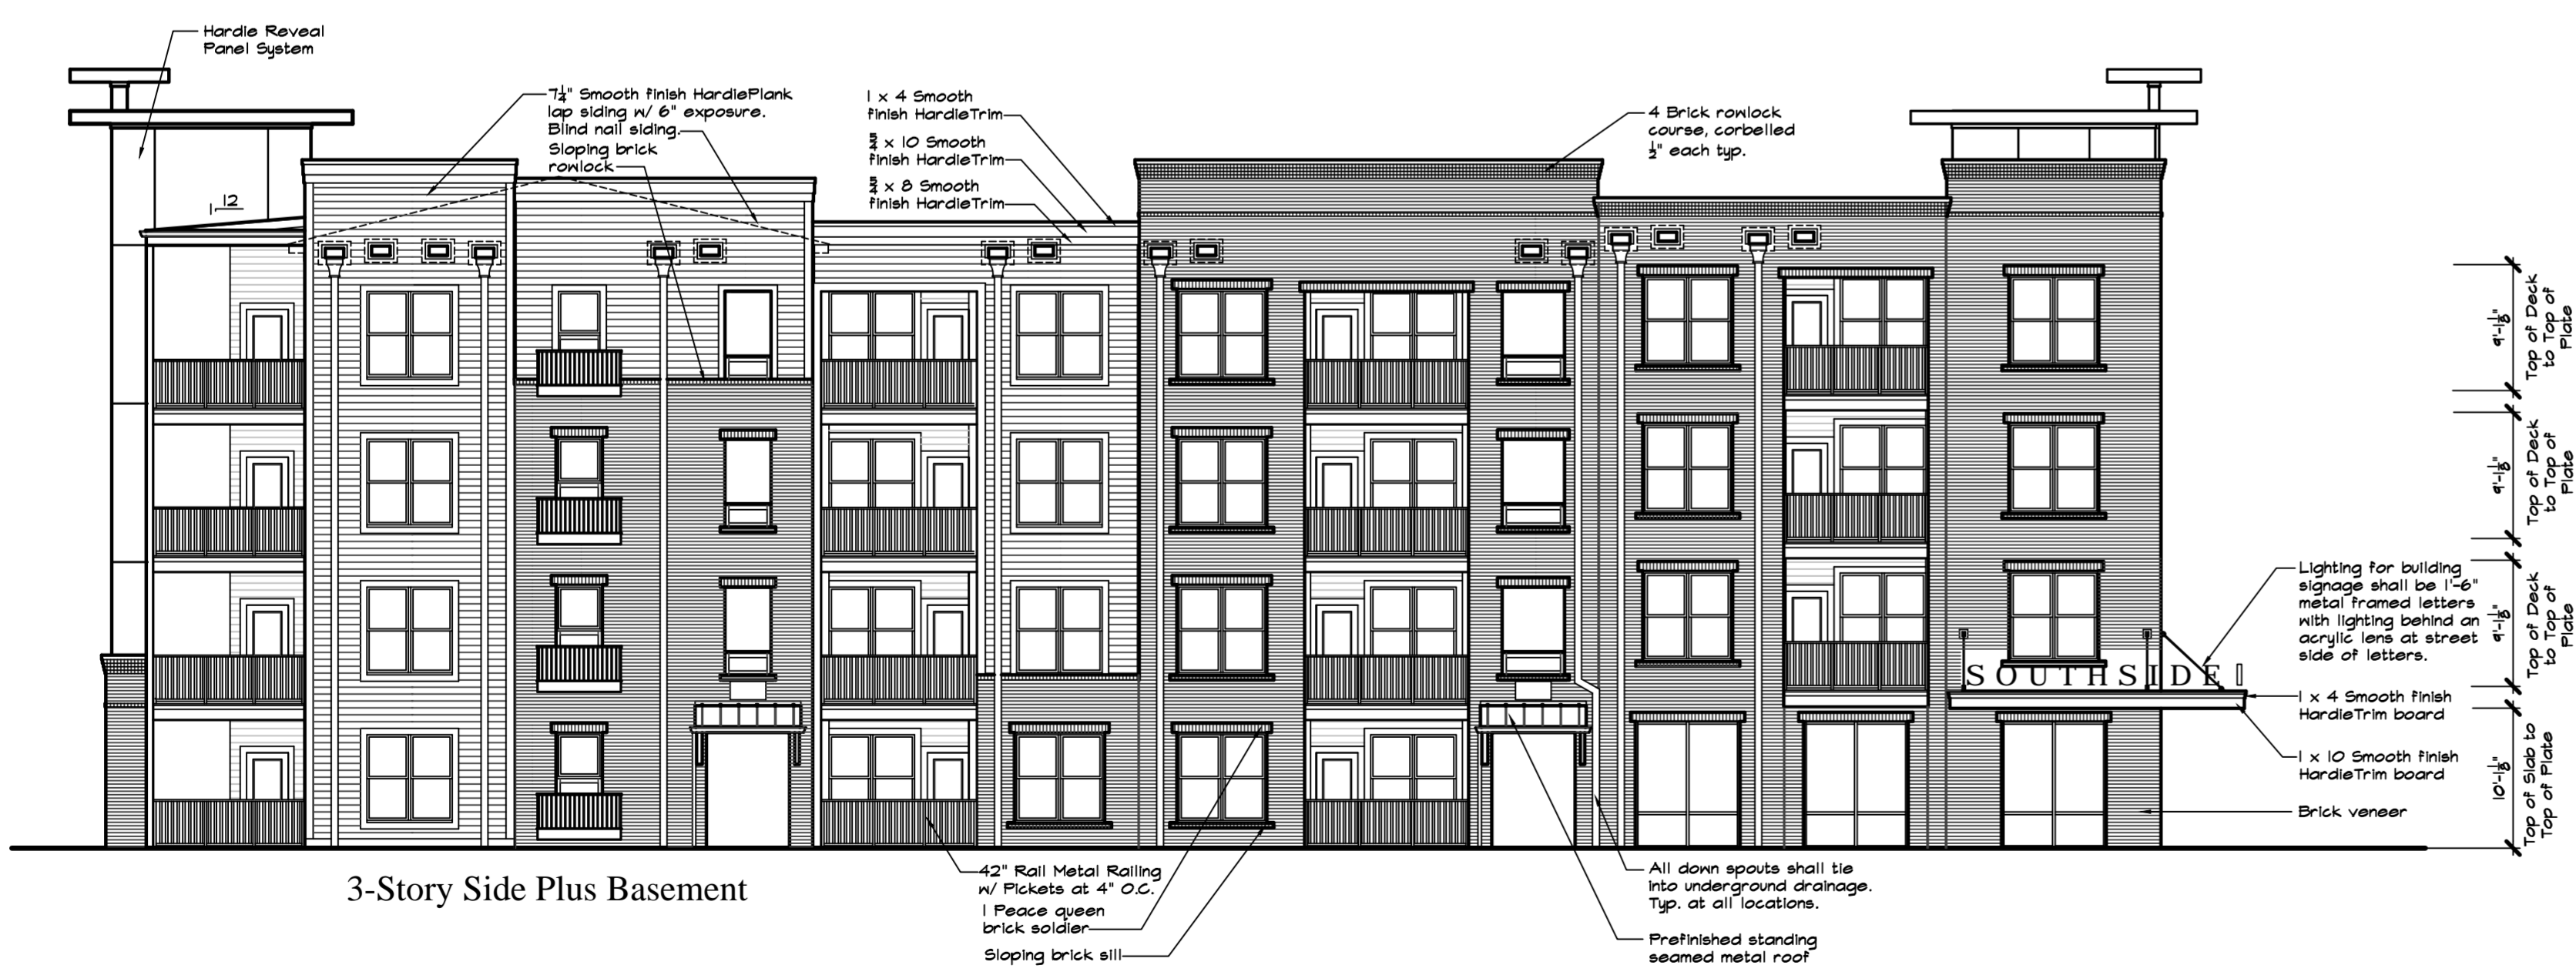 Hardie Reveal
Panel System
7¼" Smooth finish HardiePlank
lap siding w/ 6" exposure.
Blind nail siding.
Sloping brick
rowlock
1 x 4 Smooth
finish HardieTrim
5/4 x 10 Smooth
finish HardieTrim
5/4 x 8 Smooth
finish HardieTrim
4 Brick rowlock
course, corbelled
½" each typ.
12
1
9'-1⅛"
Top of Deck
to Top of
Plate
9'-1⅛"
Top of Deck
to Top of
Plate
9'-1⅛"
Top of Deck
to Top of
Plate
10'-1⅛"
Top of Slab to
Top of Plate
Lighting for building
signage shall be 1'-6"
metal framed letters
with lighting behind an
acrylic lens at street
side of letters.
SOUTHSIDE
1 x 4 Smooth finish
HardieTrim board
1 x 10 Smooth finish
HardieTrim board
Brick veneer
3-Story Side Plus Basement
42" Rail Metal Railing
w/ Pickets at 4" O.C.
1 Peace queen
brick soldier
Sloping brick sill
All down spouts shall tie
into underground drainage.
Typ. at all locations.
Prefinished standing
seamed metal roof